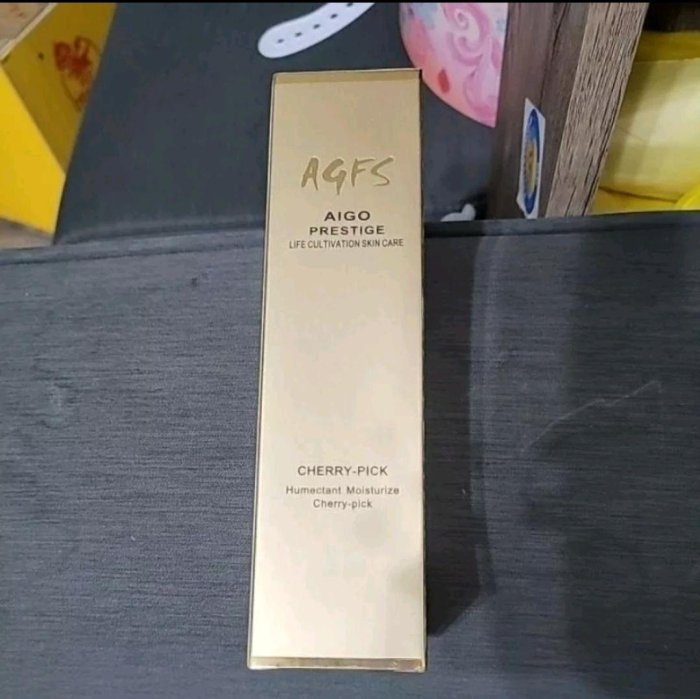 AGFS
AIGO
PRESTIGE
LIFE CULTIVATION SKIN CARE
CHERRY-PICK
Humectant Moisturize
Cherry-pick